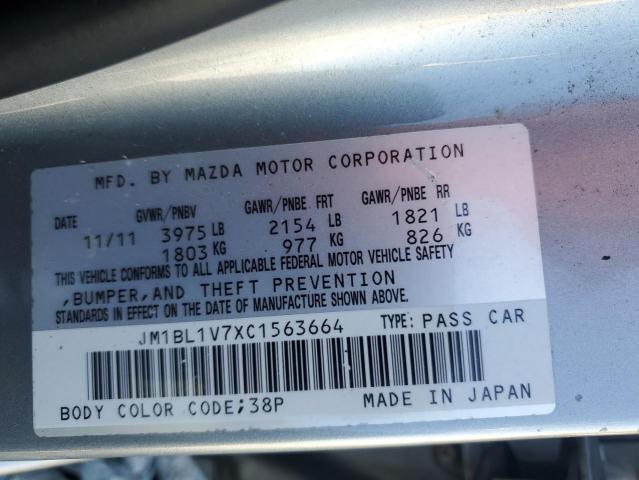 MFD. BY MAZDA MOTOR CORPORATION
DATE GVWR/PNBV GAWR/PNBE FRT GAWR/PNBE RR
11/11 3975 LB 2154 LB 1821 LB
1803 KG 977 KG 826 KG
THIS VEHICLE CONFORMS TO ALL APPLICABLE FEDERAL MOTOR VEHICLE SAFETY
,BUMPER,AND THEFT PREVENTION
STANDARDS IN EFFECT ON THE DATE OF MANUFACTURE SHOWN ABOVE.
JM1BL1V7XC1563664 TYPE: PASS CAR
BODY COLOR CODE;38P MADE IN JAPAN